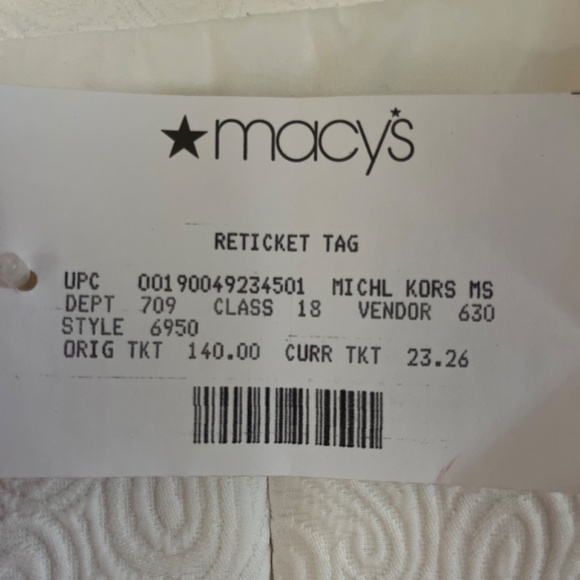 ★macy's
RETICKET TAG
UPC 00190049234501 MICHL KORS MS
DEPT 709 CLASS 18 VENDOR 630
STYLE 6950
ORIG TKT 140.00 CURR TKT 23.26